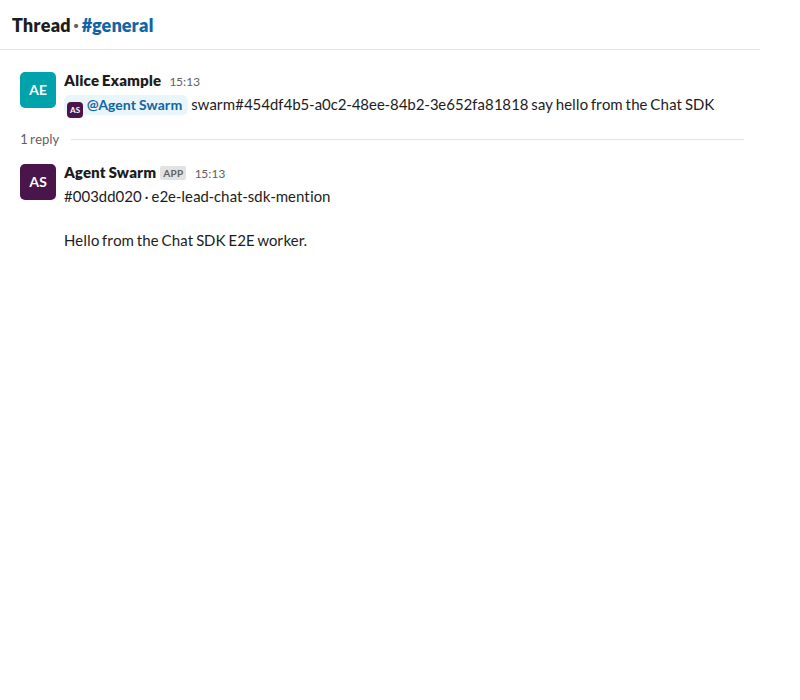 Thread • #general
AE
Alice Example 15:13
AS @Agent Swarm swarm#454df4b5-a0c2-48ee-84b2-3e652fa81818 say hello from the Chat SDK
1 reply
AS
Agent Swarm APP 15:13
#003dd020 · e2e-lead-chat-sdk-mention
Hello from the Chat SDK E2E worker.